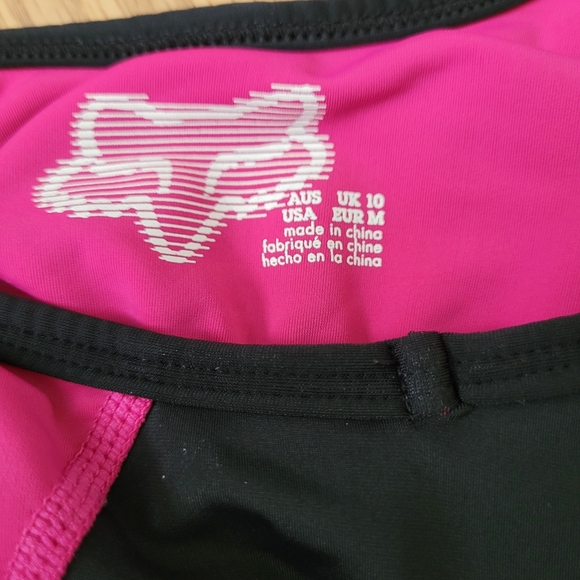 AUS UK 10
USA EUR M
made in china
fabriqué en chine
hecho en la china